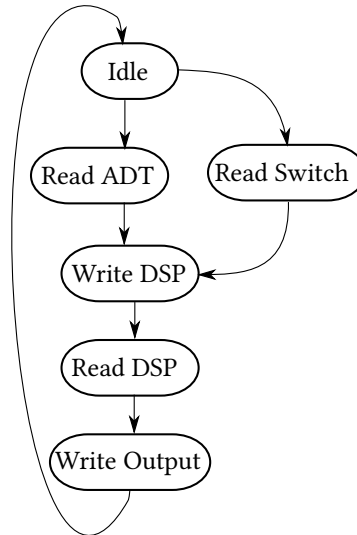 Idle
Read ADT
Read Switch
Write DSP
Read DSP
Write Output